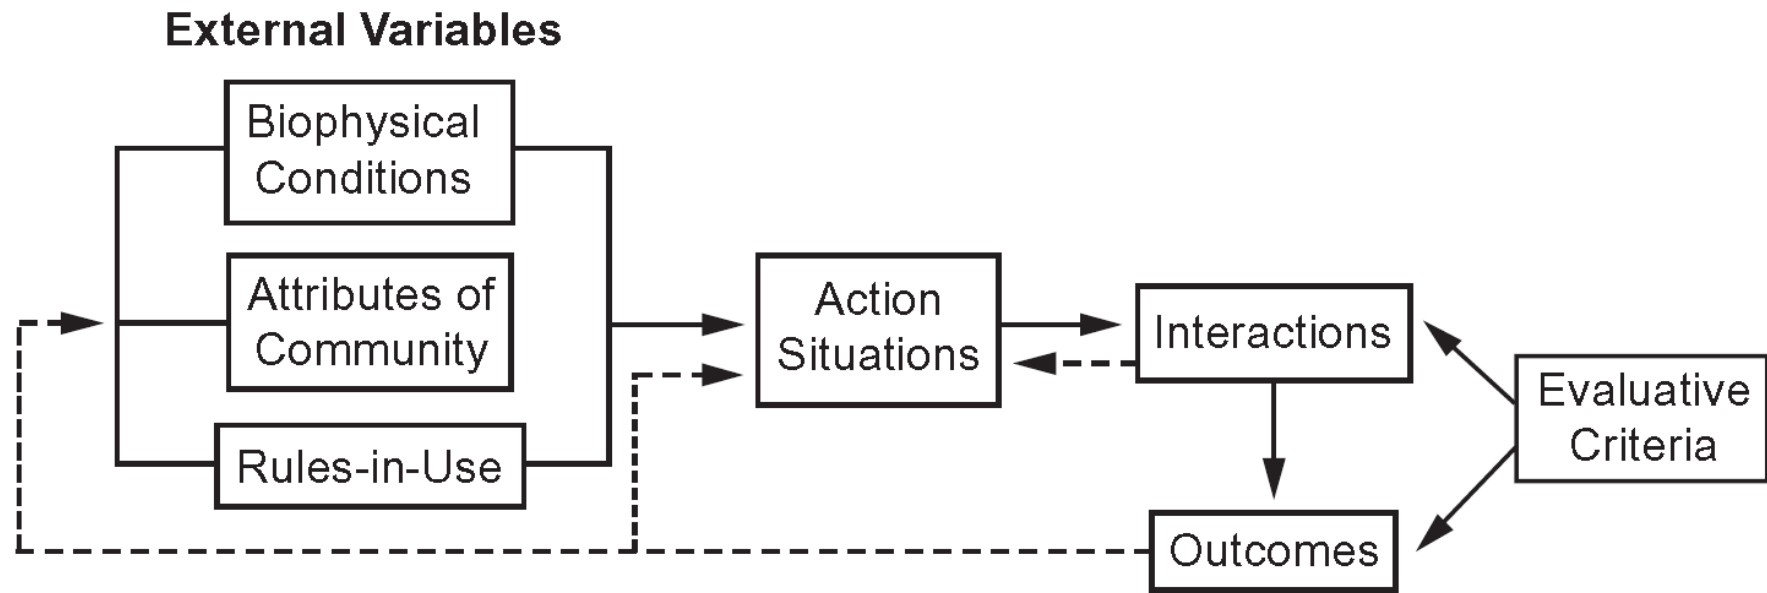 External Variables
Biophysical
Conditions
Attributes of
Community
Rules-in-Use
Action
Situations
Interactions
Evaluative
Criteria
Outcomes